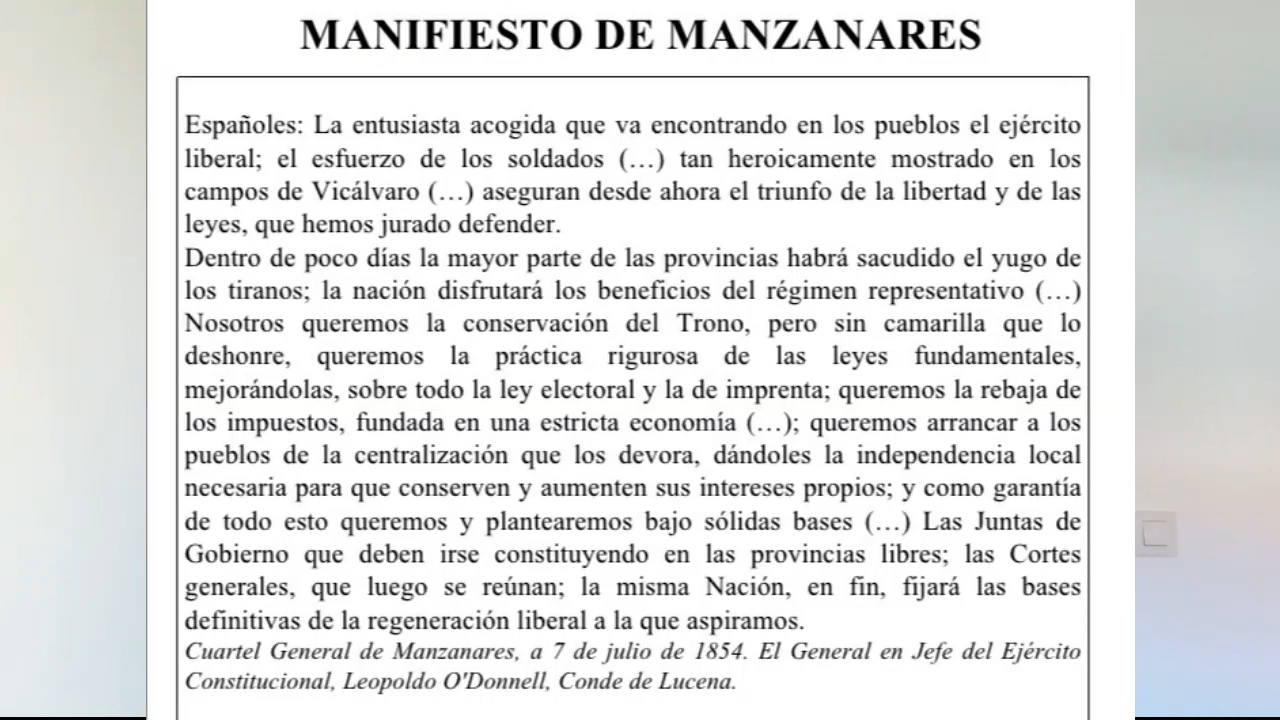 MANIFIESTO DE MANZANARES
Españoles: La entusiasta acogida que va encontrando en los pueblos el ejército
liberal; el esfuerzo de los soldados (…) tan heroicamente mostrado en los
campos de Vicálvaro (…) aseguran desde ahora el triunfo de la libertad y de las
leyes, que hemos jurado defender.
Dentro de poco días la mayor parte de las provincias habrá sacudido el yugo de
los tiranos; la nación disfrutará los beneficios del régimen representativo (…)
Nosotros queremos la conservación del Trono, pero sin camarilla que lo
deshonre, queremos la práctica rigurosa de las leyes fundamentales,
mejorándolas, sobre todo la ley electoral y la de imprenta; queremos la rebaja de
los impuestos, fundada en una estricta economía (…); queremos arrancar a los
pueblos de la centralización que los devora, dándoles la independencia local
necesaria para que conserven y aumenten sus intereses propios; y como garantía
de todo esto queremos y plantearemos bajo sólidas bases (…) Las Juntas de
Gobierno que deben irse constituyendo en las provincias libres; las Cortes
generales, que luego se reúnan; la misma Nación, en fin, fijará las bases
definitivas de la regeneración liberal a la que aspiramos.
Cuartel General de Manzanares, a 7 de julio de 1854. El General en Jefe del Ejército
Constitucional, Leopoldo O'Donnell, Conde de Lucena.